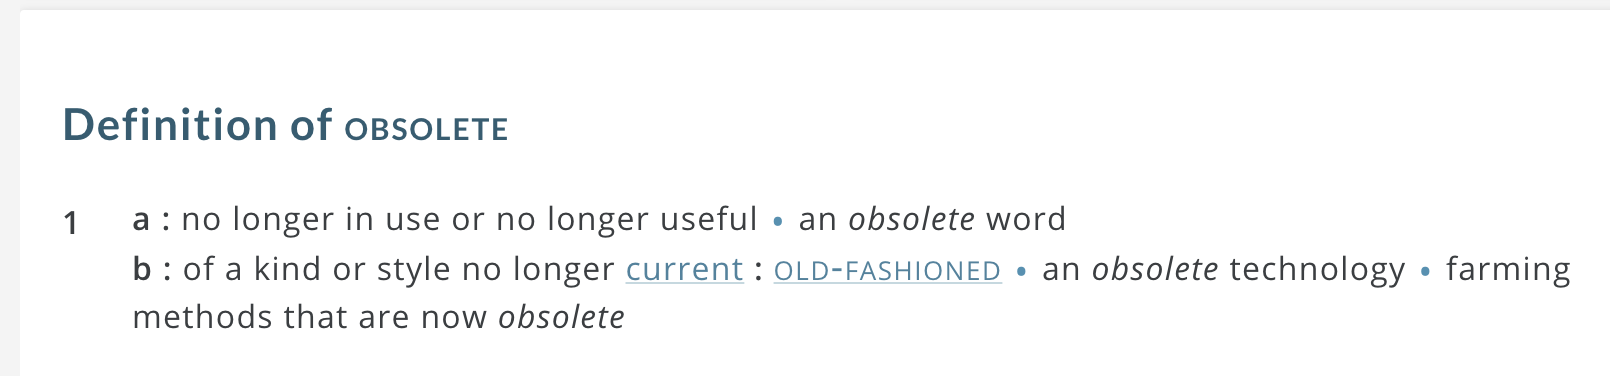 Definition of OBSOLETE
1 a : no longer in use or no longer useful • an obsolete word
b : of a kind or style no longer current : OLD-FASHIONED • an obsolete technology • farming
methods that are now obsolete